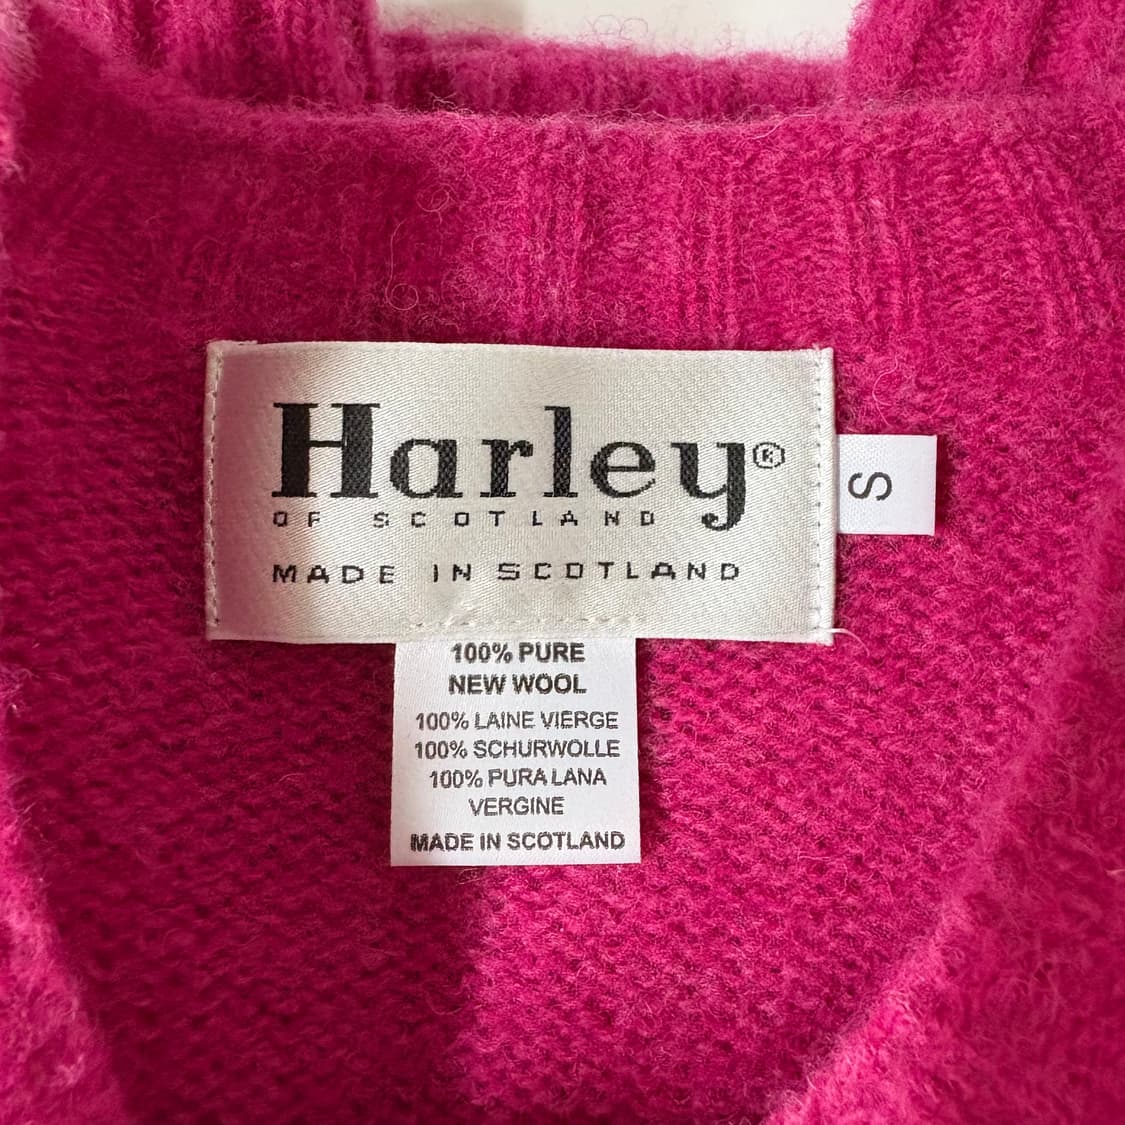 Harley®
OF SCOTLAND
MADE IN SCOTLAND
S
100% PURE
NEW WOOL
100% LAINE VIERGE
100% SCHURWOLLE
100% PURA LANA
VERGINE
MADE IN SCOTLAND